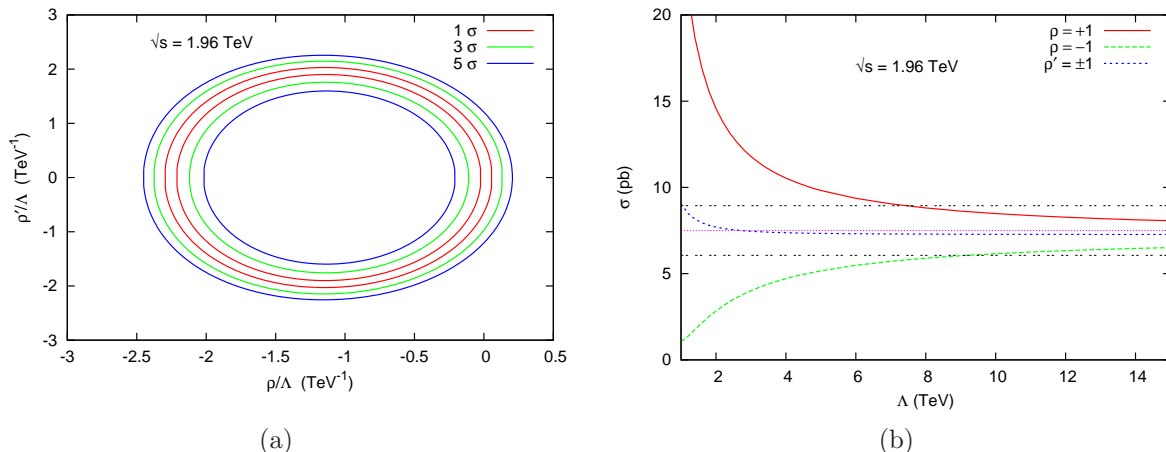 √s = 1.96 TeV
1 σ
3 σ
5 σ
3
2
1
0
-1
-2
-3
ρ′/Λ (TeV⁻¹)
-3 -2.5 -2 -1.5 -1 -0.5 0 0.5
ρ/Λ (TeV⁻¹)
(a)
ρ = +1
ρ = −1
ρ′ = ±1
√s = 1.96 TeV
20
15
10
5
0
σ (pb)
2 4 6 8 10 12 14
Λ (TeV)
(b)